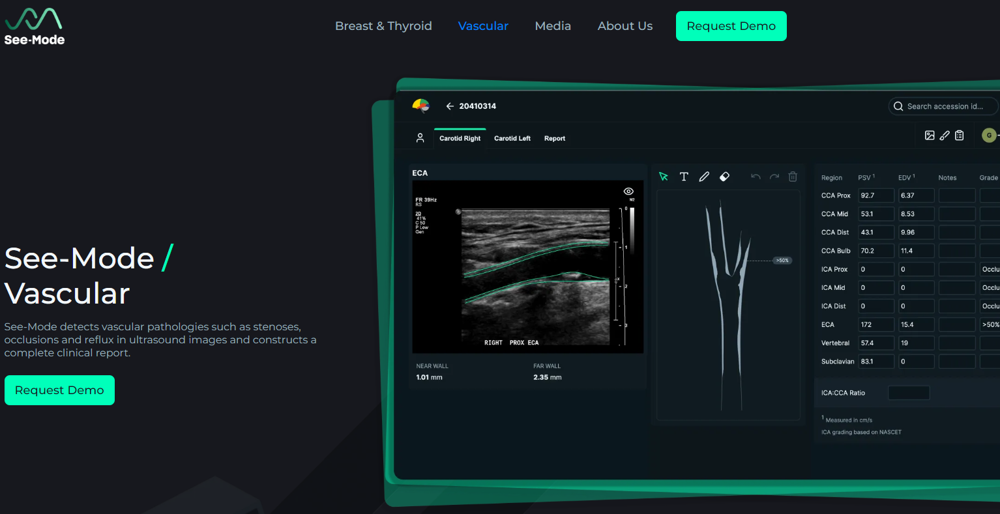 See-Mode
Breast & Thyroid
Vascular
Media
About Us
Request Demo
See-Mode /
Vascular
See-Mode detects vascular pathologies such as stenoses,
occlusions and reflux in ultrasound images and constructs a
complete clinical report.
Request Demo
20410314
Search accession id...
Carotid Right
Carotid Left
Report
G
ECA
FR 39Hz
RS
2D
41%
C 50
P Low
Gen
M2
0
1
x
2
3
RIGHT PROX ECA
NEAR WALL
1.01 mm
FAR WALL
2.35 mm
T
>50%
Region PSV 1 EDV 1 Notes Grade
CCA Prox 92.7 6.37
CCA Mid 53.1 8.53
CCA Dist 43.1 9.96
CCA Bulb 70.2 11.4
ICA Prox 0 0 Occlu
ICA Mid 0 0 Occlu
ICA Dist 0 0 Occlu
ECA 172 15.4 >50%
Vertebral 57.4 19
Subclavian 83.1 0
ICA:CCA Ratio
1 Measured in cm/s
ICA grading based on NASCET